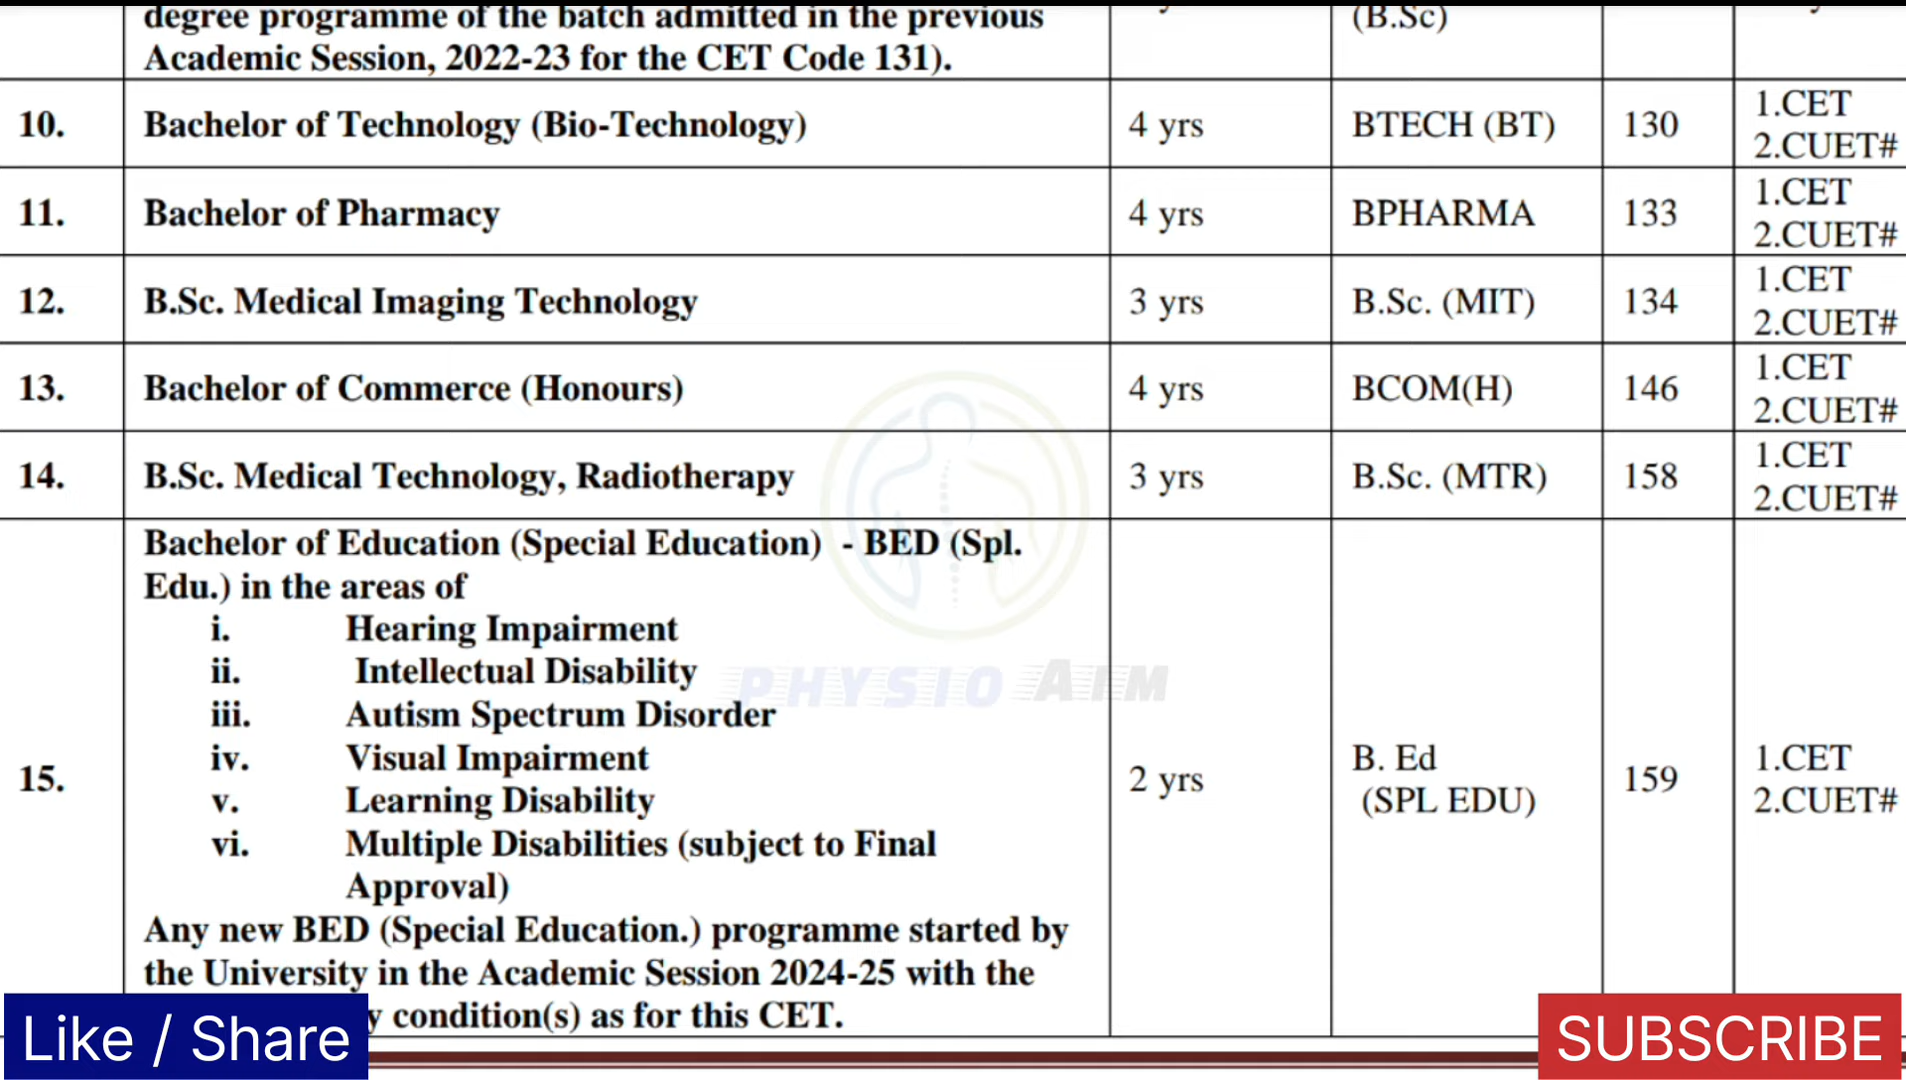 degree programme of the batch admitted in the previous
(B.Sc)
Academic Session, 2022-23 for the CET Code 131).
10. Bachelor of Technology (Bio-Technology) 4 yrs BTECH (BT) 130 1.CET
2.CUET#
11. Bachelor of Pharmacy 4 yrs BPHARMA 133 1.CET
2.CUET#
12. B.Sc. Medical Imaging Technology 3 yrs B.Sc. (MIT) 134 1.CET
2.CUET#
13. Bachelor of Commerce (Honours) 4 yrs BCOM(H) 146 1.CET
2.CUET#
14. B.Sc. Medical Technology, Radiotherapy 3 yrs B.Sc. (MTR) 158 1.CET
2.CUET#
Bachelor of Education (Special Education) - BED (Spl.
Edu.) in the areas of
i. Hearing Impairment
ii. Intellectual Disability
PHYSIO AIM
iii. Autism Spectrum Disorder
iv. Visual Impairment
v. Learning Disability
vi. Multiple Disabilities (subject to Final
Approval)
Any new BED (Special Education.) programme started by
the University in the Academic Session 2024-25 with the
condition(s) as for this CET.
15. 2 yrs B. Ed
(SPL EDU) 159 1.CET
2.CUET#
Like / Share
SUBSCRIBE